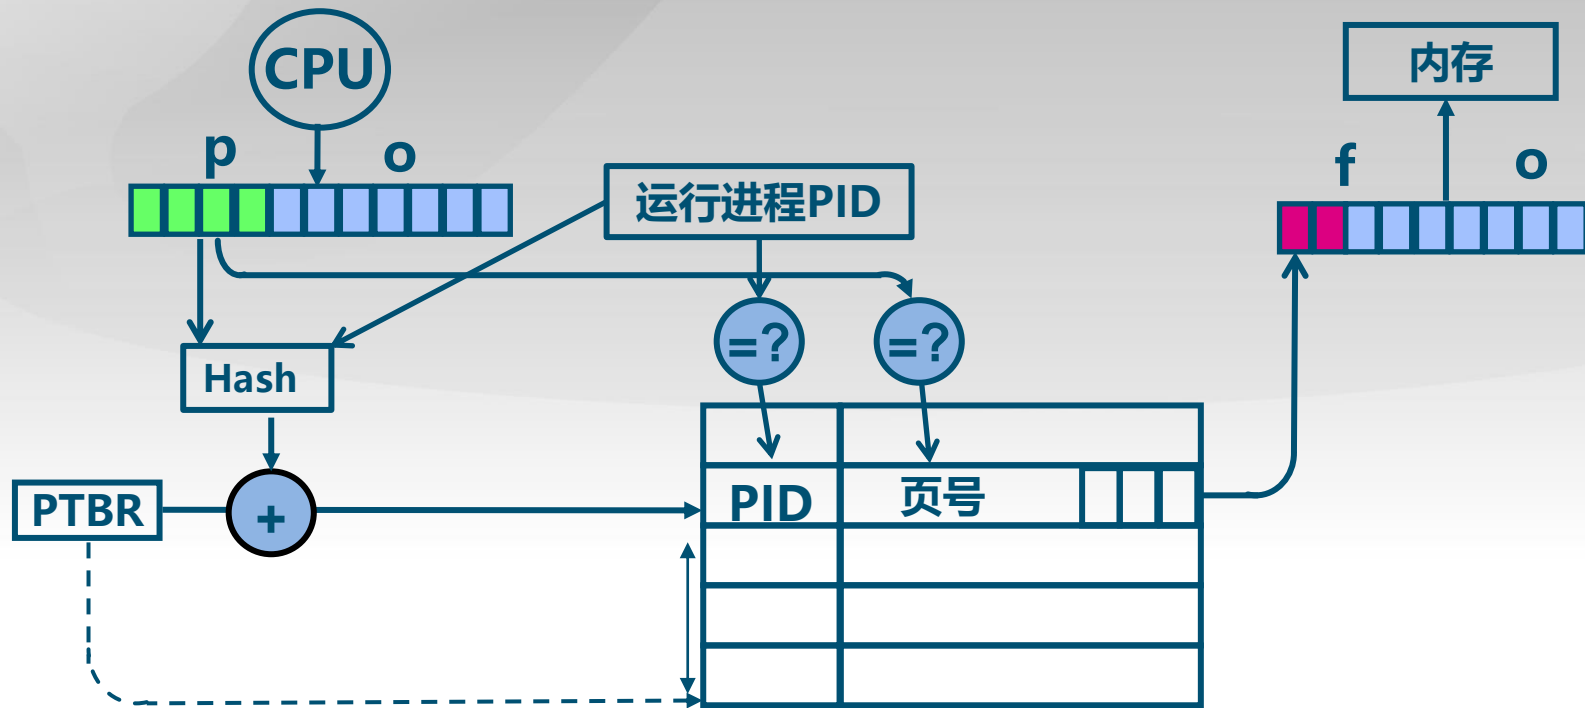 CPU
内存
p
o
f
o
运行进程PID
=?
=?
Hash
PTBR
+
PID
页号